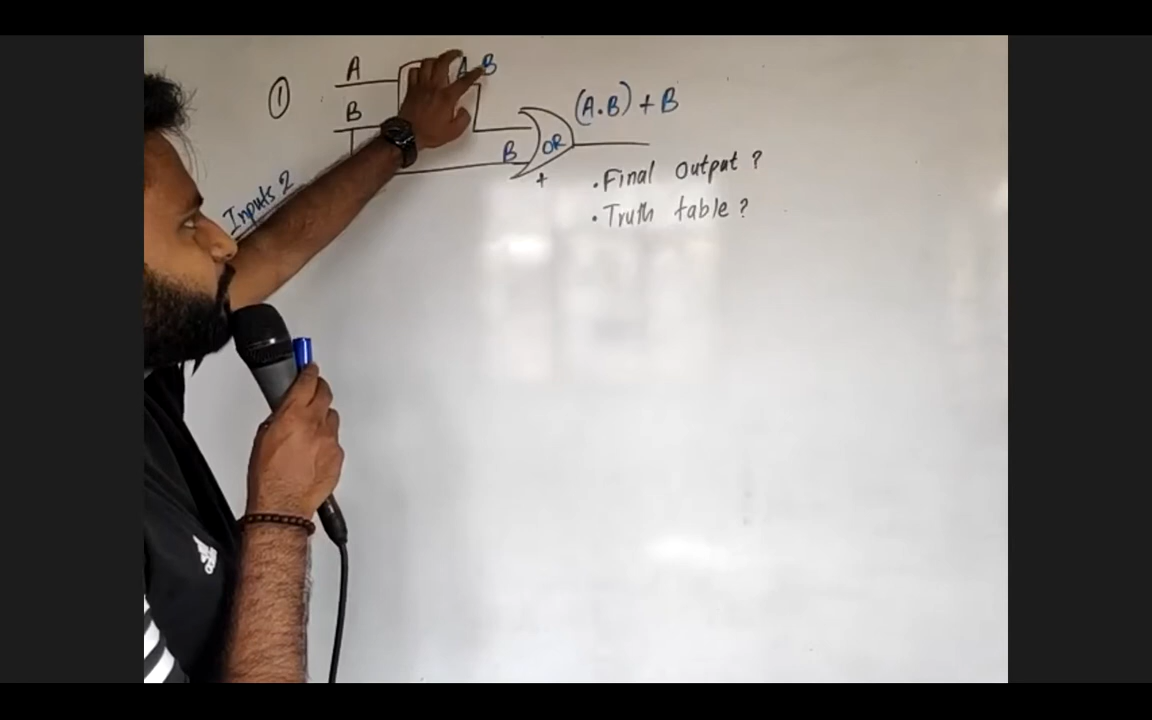 ①
A
A.B
B
(A.B) + B
B
OR
+
Inputs 2
. Final output ?
. Truth table ?